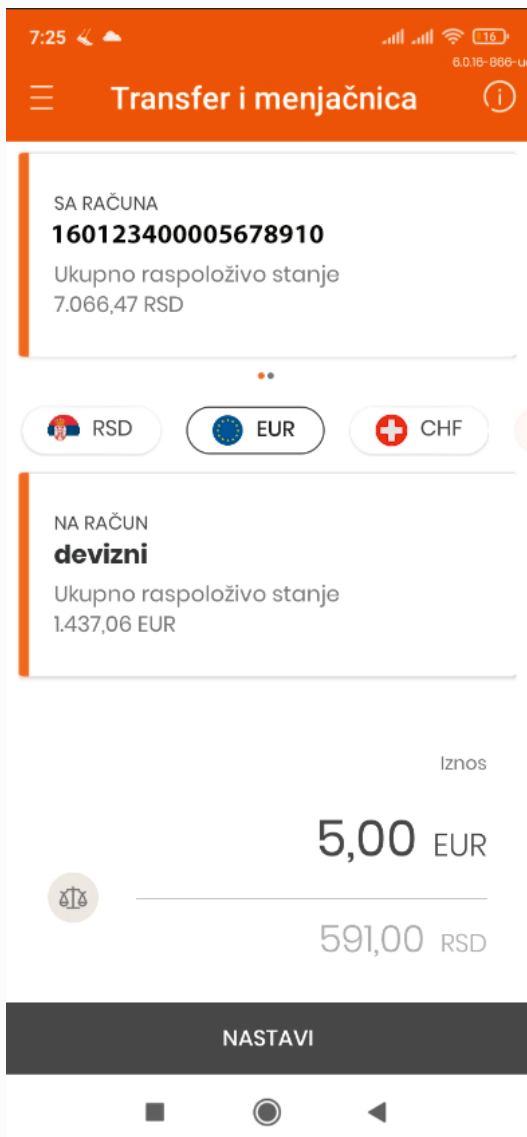 7:25
16
6.0.16-866-u
Transfer i menjačnica
SA RAČUNA
160123400005678910
Ukupno raspoloživo stanje
7.066,47 RSD
RSD
EUR
CHF
NA RAČUN
devizni
Ukupno raspoloživo stanje
1.437,06 EUR
Iznos
5,00 EUR
591,00 RSD
NASTAVI